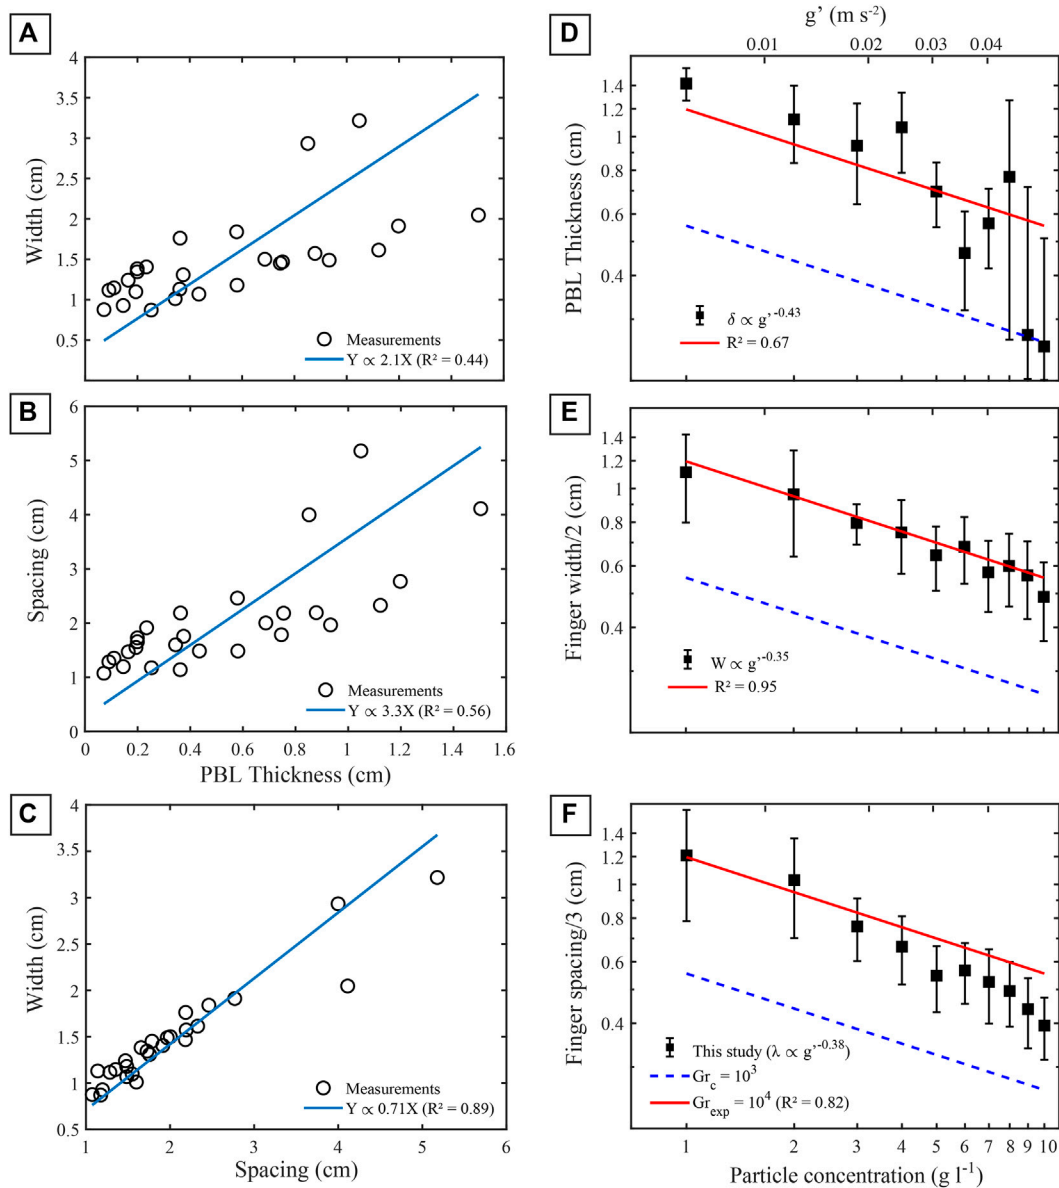 A
4
3.5
3
2.5
2
1.5
1
0.5
Width (cm)
Measurements
Y ∝ 2.1X (R² = 0.44)
B
6
5
4
3
2
1
0
Spacing (cm)
Measurements
Y ∝ 3.3X (R² = 0.56)
0 0.2 0.4 0.6 0.8 1 1.2 1.4 1.6
PBL Thickness (cm)
C
4
3.5
3
2.5
2
1.5
1
0.5
Width (cm)
Measurements
Y ∝ 0.71X (R² = 0.89)
1 2 3 4 5 6
Spacing (cm)
D
g’ (m s⁻²)
0.01 0.02 0.03 0.04
1.4
1
0.8
0.6
0.4
PBL Thickness (cm)
δ ∝ g’⁻⁰·⁴³
R² = 0.67
E
1.4
1.2
1
0.8
0.6
0.4
Finger width/2 (cm)
W ∝ g’⁻⁰·³⁵
R² = 0.95
F
1.4
1.2
1
0.8
0.6
0.4
Finger spacing/3 (cm)
This study (λ ∝ g’⁻⁰·³⁸)
Gr_c = 10³
Gr_exp = 10⁴ (R² = 0.82)
1 2 3 4 5 6 7 8 9 10
Particle concentration (g l⁻¹)